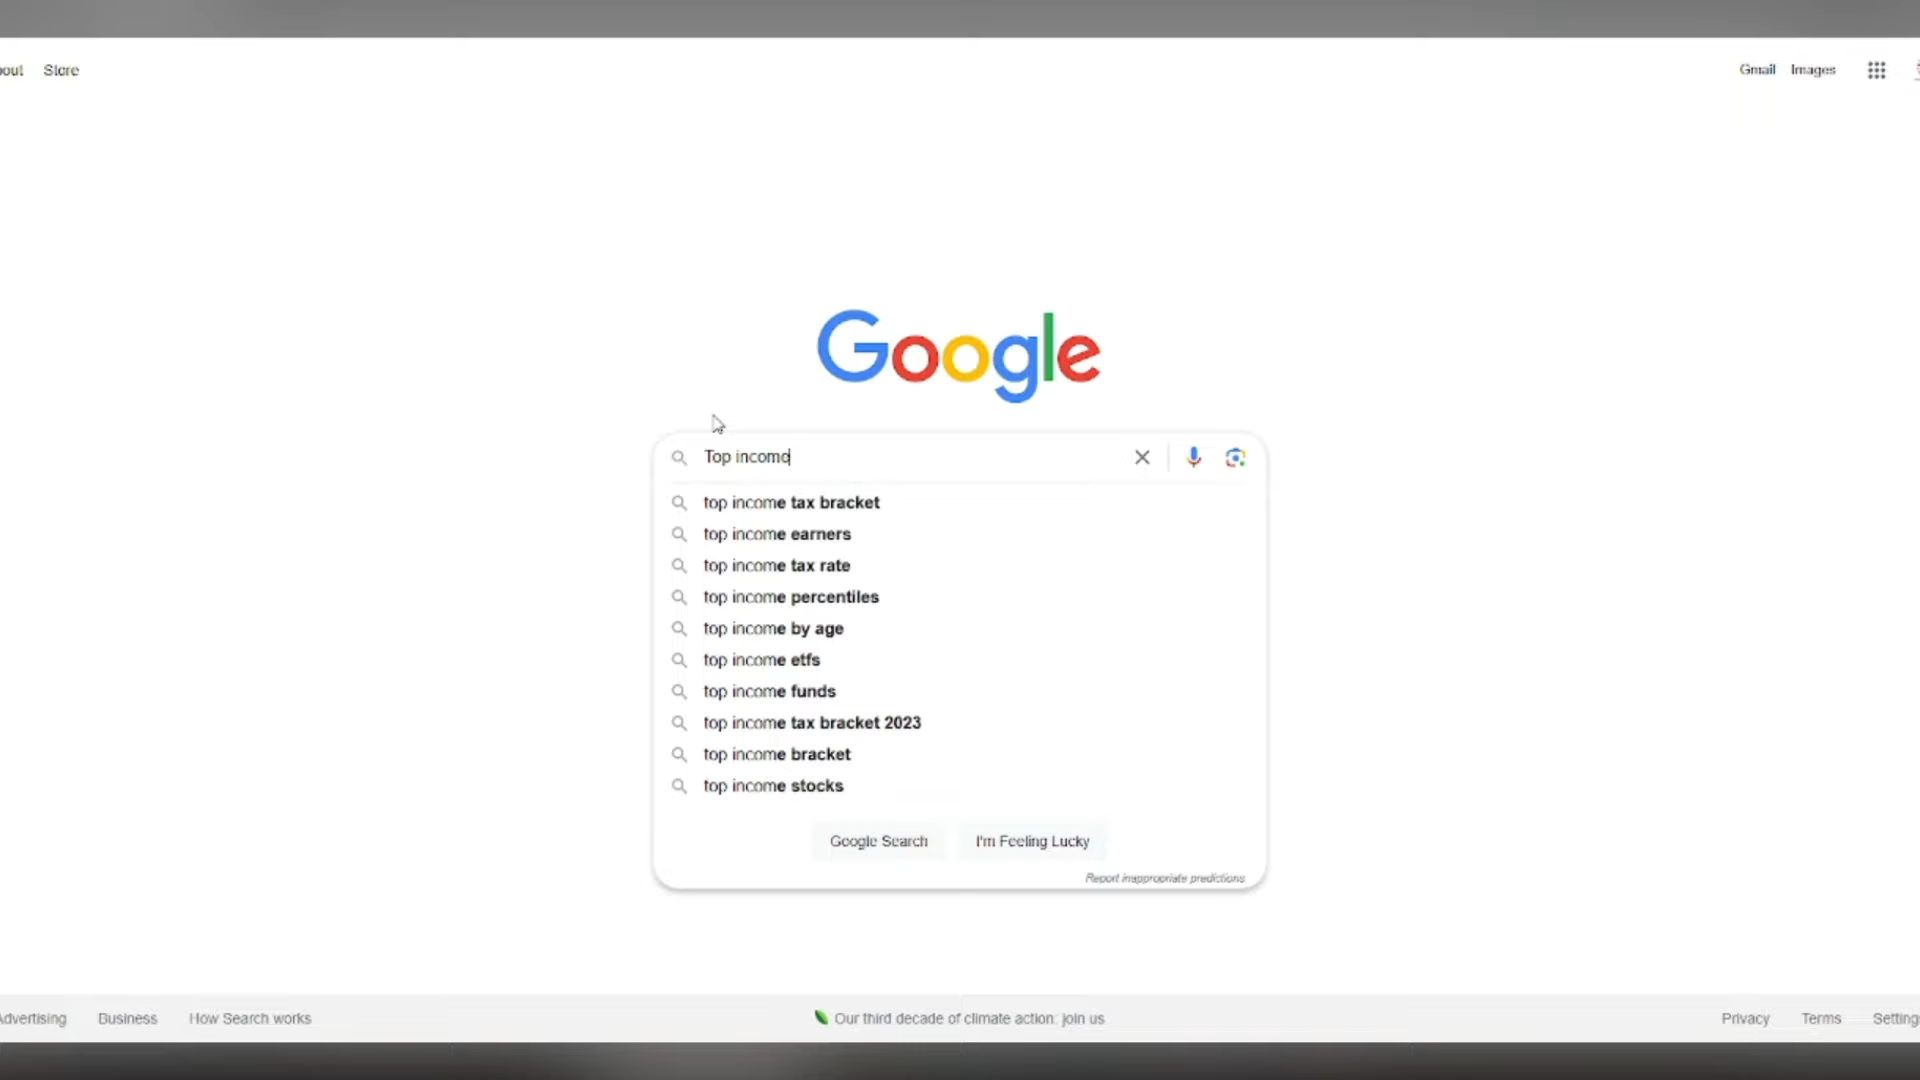 Store
Gmail Images
Google
Top income
top income tax bracket
top income earners
top income tax rate
top income percentiles
top income by age
top income etfs
top income funds
top income tax bracket 2023
top income bracket
top income stocks
Google Search I'm Feeling Lucky
Report inappropriate predictions
Advertising Business How Search works
Our third decade of climate action: join us
Privacy Terms Setting